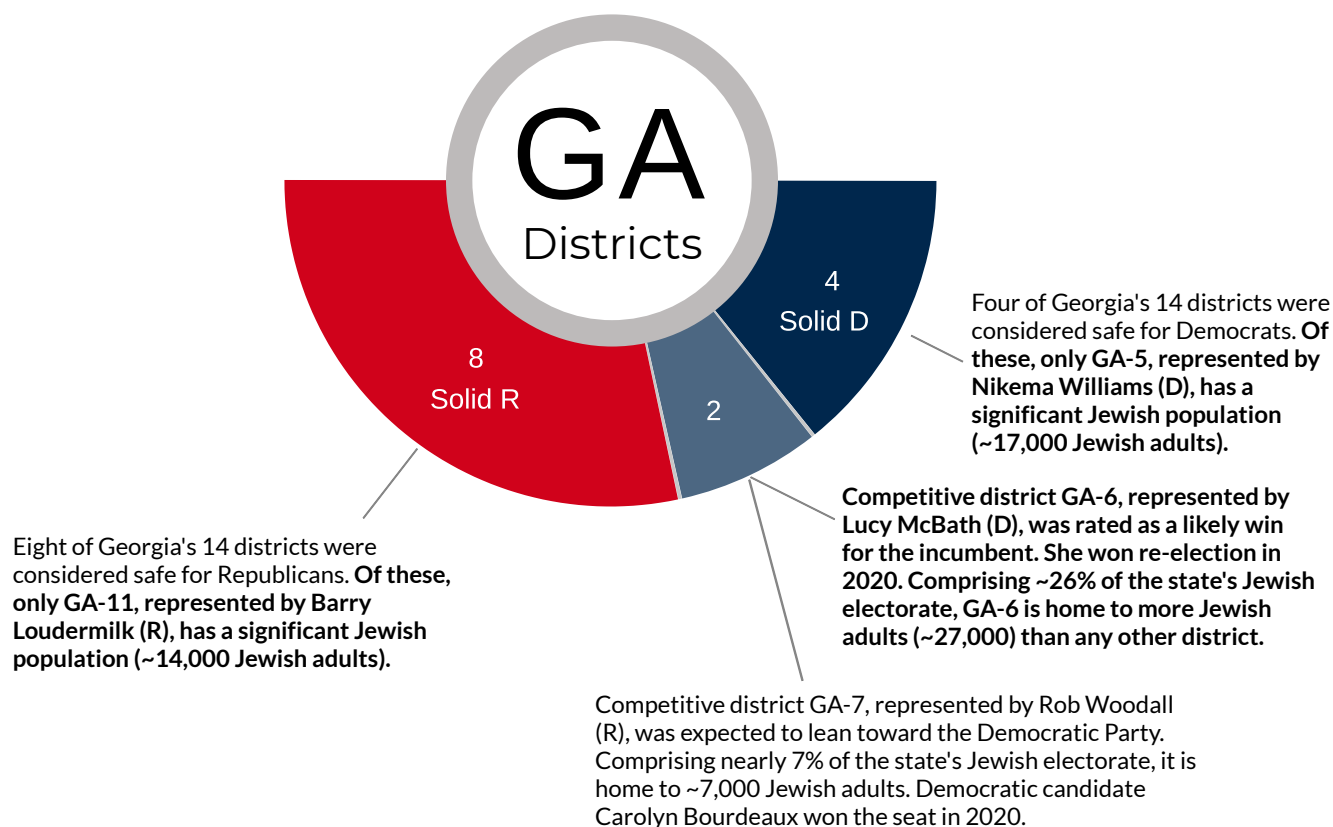 GA
Districts
8
Solid R
2
4
Solid D
Four of Georgia's 14 districts were
considered safe for Democrats. Of
these, only GA-5, represented by
Nikema Williams (D), has a
significant Jewish population
(~17,000 Jewish adults).
Competitive district GA-6, represented by
Lucy McBath (D), was rated as a likely win
for the incumbent. She won re-election in
2020. Comprising ~26% of the state's Jewish
electorate, GA-6 is home to more Jewish
adults (~27,000) than any other district.
Eight of Georgia's 14 districts were
considered safe for Republicans. Of these,
only GA-11, represented by Barry
Loudermilk (R), has a significant Jewish
population (~14,000 Jewish adults).
Competitive district GA-7, represented by Rob Woodall
(R), was expected to lean toward the Democratic Party.
Comprising nearly 7% of the state's Jewish electorate, it is
home to ~7,000 Jewish adults. Democratic candidate
Carolyn Bourdeaux won the seat in 2020.